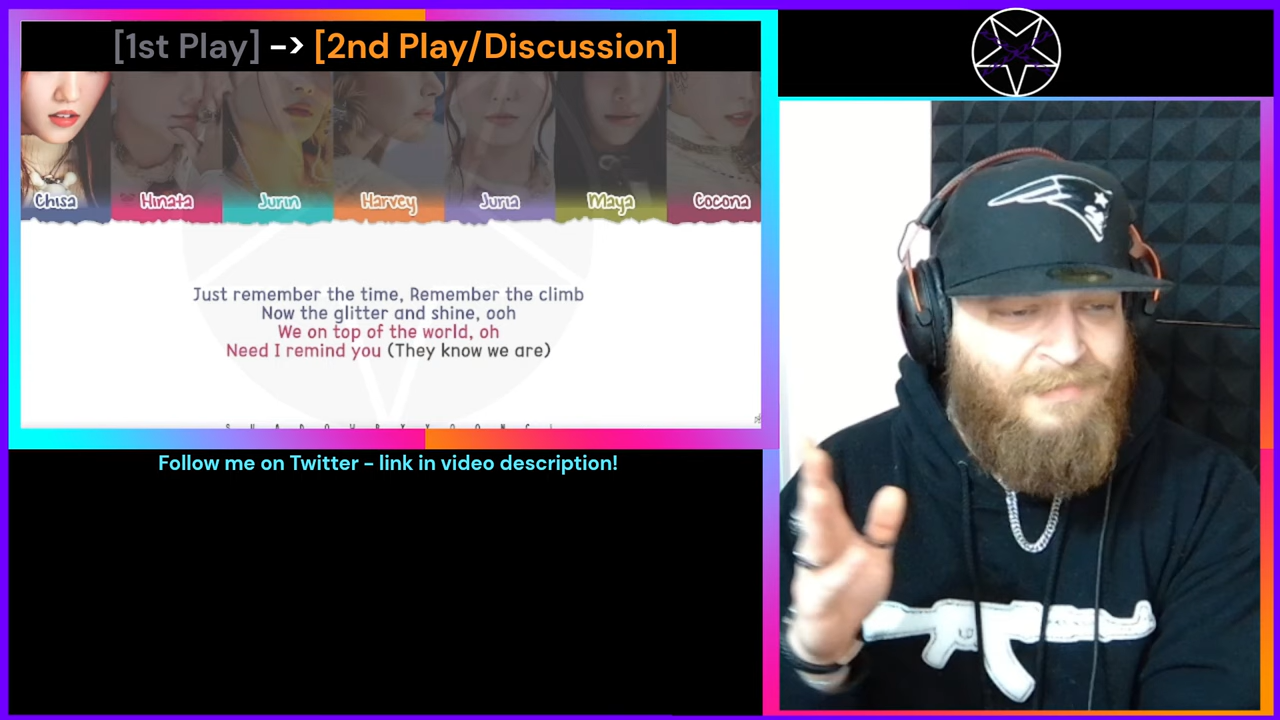 [1st Play] -> [2nd Play/Discussion]
Chisa Hinata Jurin Harvey Juria Maya Cocona
Just remember the time, Remember the climb
Now the glitter and shine, ooh
We on top of the world, oh
Need I remind you (They know we are)
Follow me on Twitter - link in video description!